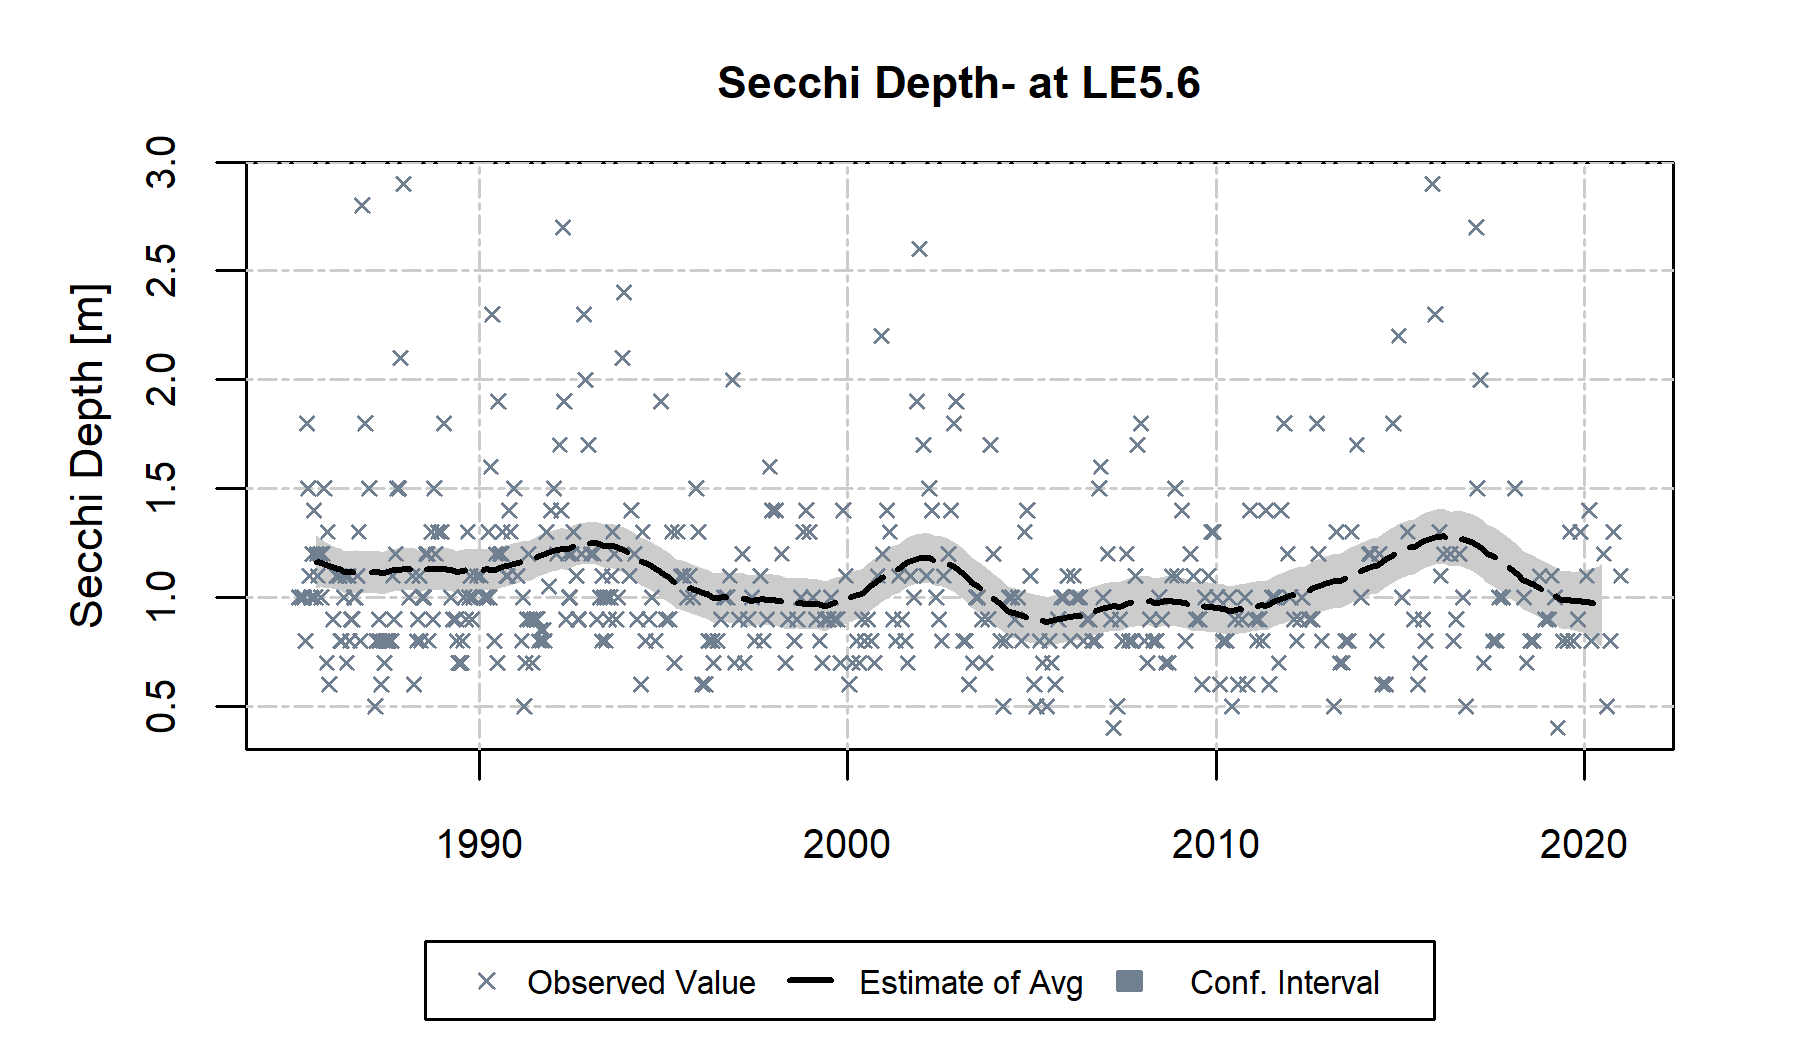 Secchi Depth- at LE5.6
Secchi Depth [m]
3.0
2.5
2.0
1.5
1.0
0.5
1990 2000 2010 2020
Observed Value Estimate of Avg Conf. Interval